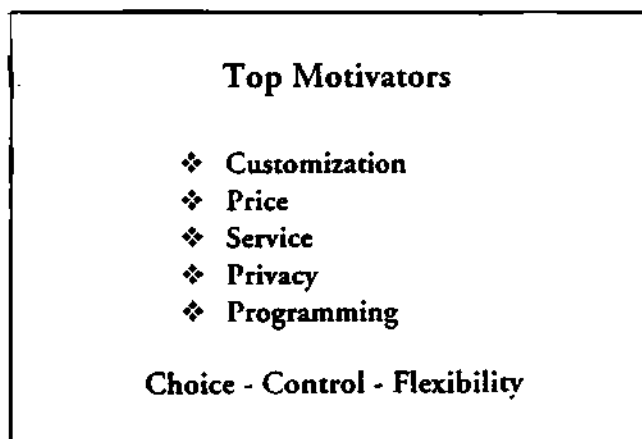 Top Motivators
❖ Customization
❖ Price
❖ Service
❖ Privacy
❖ Programming
Choice - Control - Flexibility